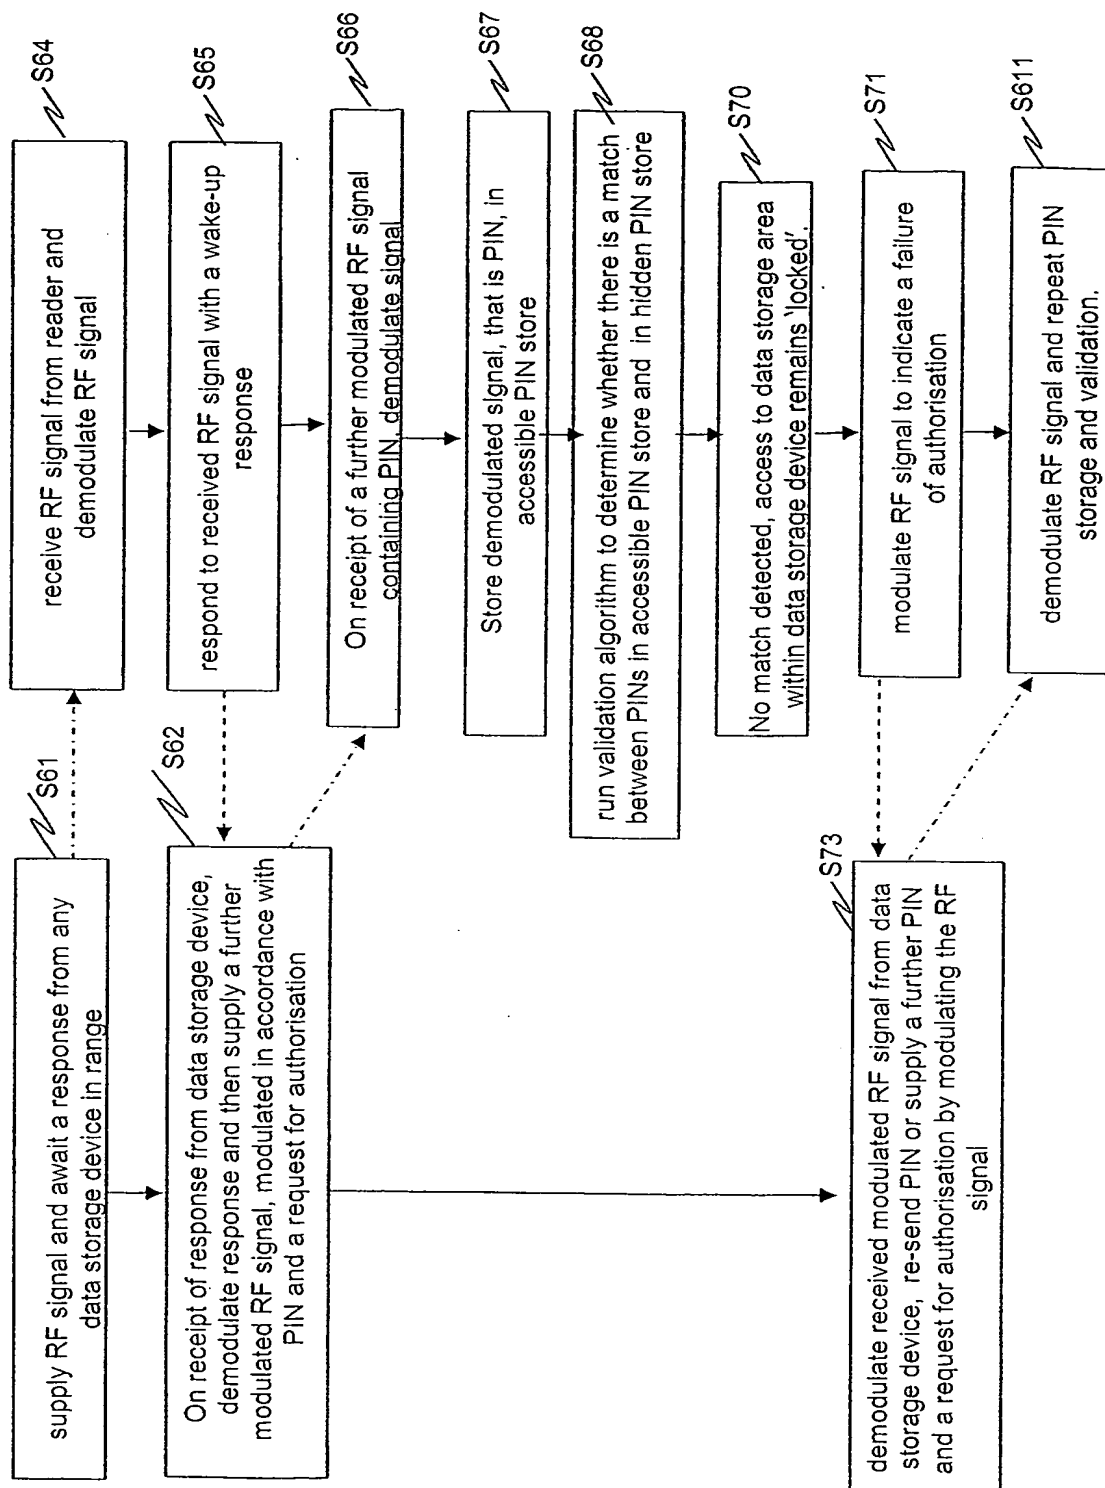 supply RF signal and await a response from any
data storage device in range
S61
receive RF signal from reader and
demodulate RF signal
S64
respond to received RF signal with a wake-up
response
S65
On receipt of response from data storage device,
demodulate response and then supply a further
modulated RF signal, modulated in accordance with
PIN and a request for authorisation
S62
On receipt of a further modulated RF signal
containing PIN, demodulate signal
S66
Store demodulated signal, that is PIN, in
accessible PIN store
S67
run validation algorithm to determine whether there is a match
between PINs in accessible PIN store and in hidden PIN store
S68
No match detected, access to data storage area
within data storage device remains 'locked'.
S70
modulate RF signal to indicate a failure
of authorisation
S71
demodulate received modulated RF signal from data
storage device, re-send PIN or supply a further PIN
and a request for authorisation by modulating the RF
signal
S73
demodulate RF signal and repeat PIN
storage and validation.
S611